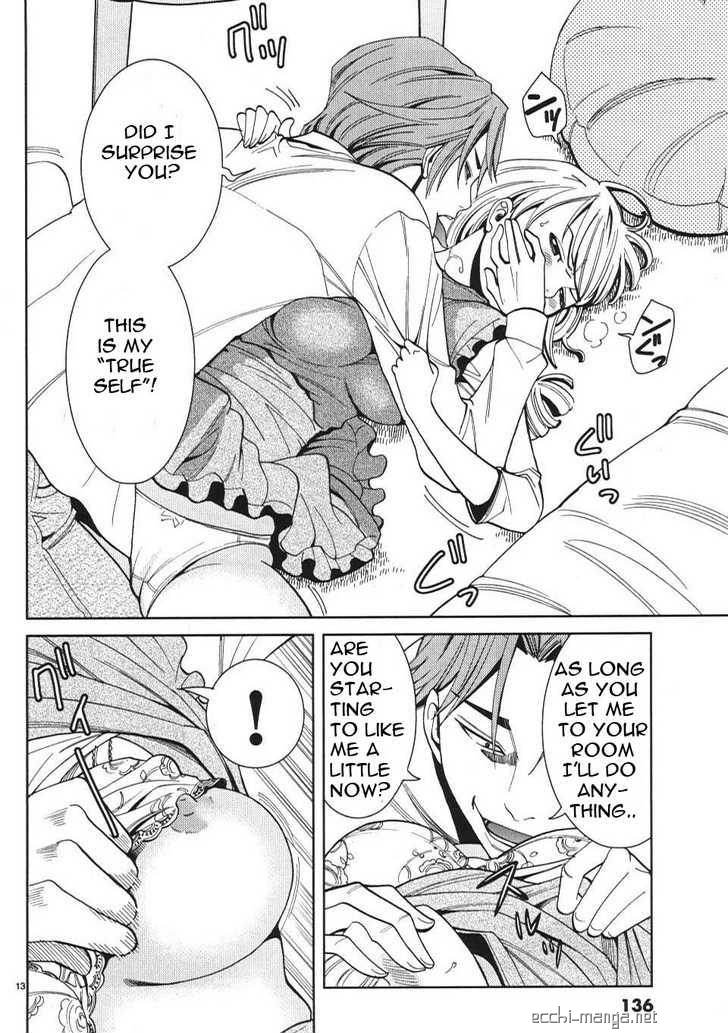 DID I
SURPRISE
YOU?
THIS
IS MY
"TRUE
SELF"!
AS LONG
AS YOU
LET ME
TO YOUR
ROOM
I'LL DO
ANY-
THING..
ARE
YOU
STAR-
TING
TO LIKE
ME A
LITTLE
NOW?
!
13
136
ecchi-manga.net